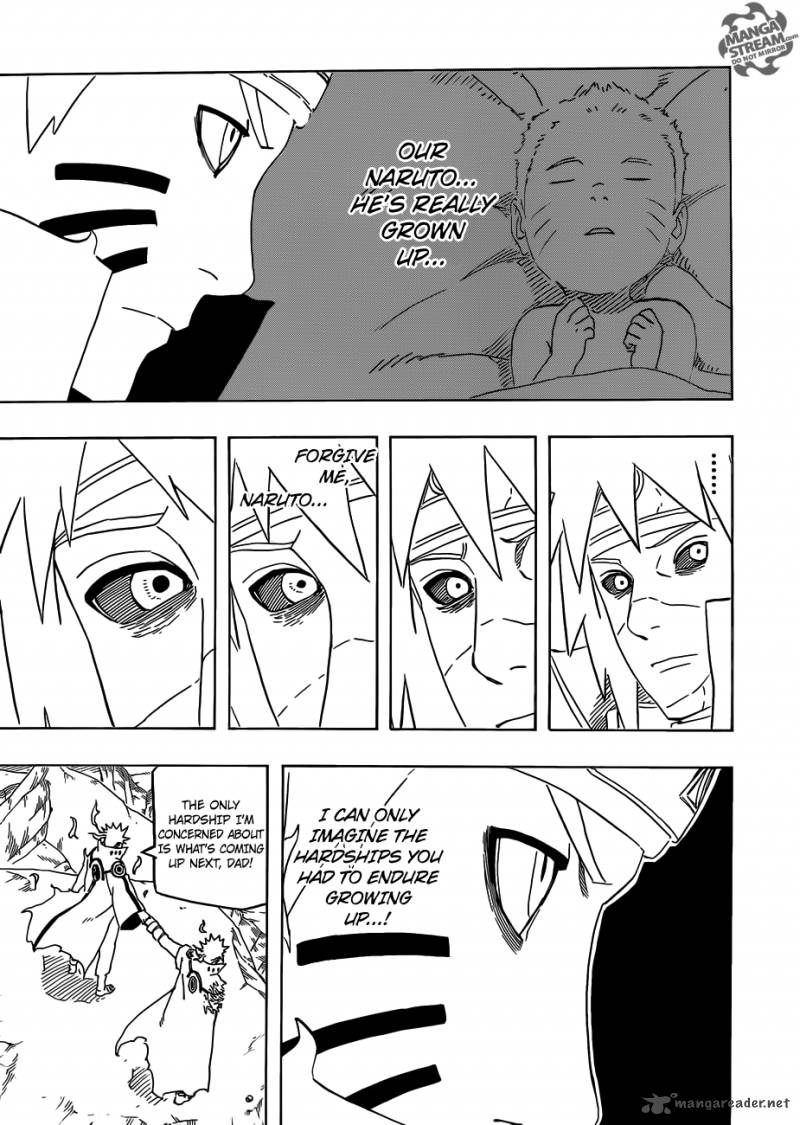 MANGA
STREAM.com
DO NOT MIRROR
OUR
NARUTO...
HE'S REALLY
GROWN
UP...
......
FORGIVE
ME,
NARUTO...
I CAN ONLY
IMAGINE THE
HARDSHIPS YOU
HAD TO ENDURE
GROWING
UP...!
THE ONLY
HARDSHIP I'M
CONCERNED ABOUT
IS WHAT'S COMING
UP NEXT, DAD!
mangareader.net